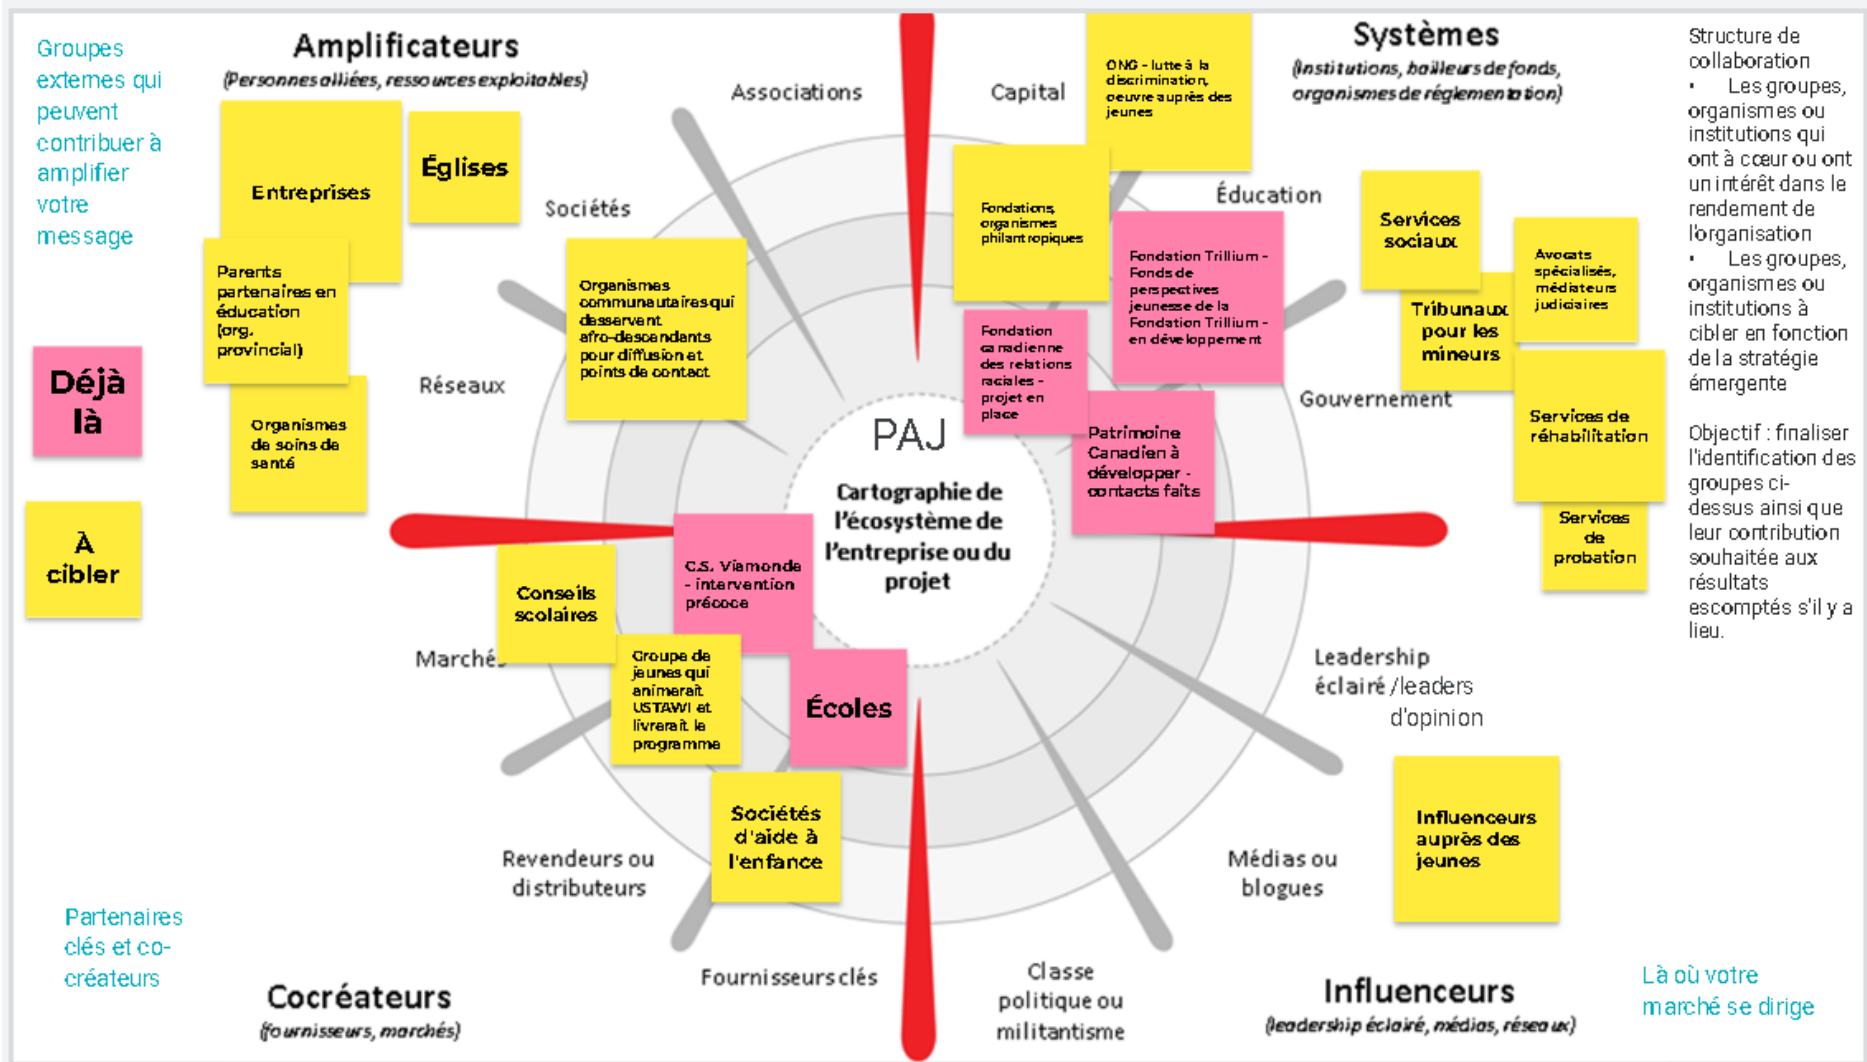 Groupes
externes qui
peuvent
contribuer à
amplifier
votre
message
Amplificateurs
(Personnes alliées, ressources exploitables)
Entreprises
Églises
Parents
partenaires en
éducation
(org.
provincial)
Organismes
de soins de
santé
Déjà
là
À
cibler
Associations
Sociétés
Réseaux
Organismes
communautaires qui
desservent
afro-descendants
pour diffusion et
points de contact
Capital
ONG - lutte à la
discrimination,
oeuvre auprès des
jeunes
Systèmes
(Institutions, bailleurs de fonds,
organismes de réglementation)
Fondations,
organismes
philantropiques
Éducation
Fondation Trillium -
Fonds de
perspectives
jeunesse de la
Fondation Trillium -
en développement
Fondation
canadienne
des relations
raciales -
projet en
place
Patrimoine
Canadien à
développer -
contacts faits
Gouvernement
Services
sociaux
Tribunaux
pour les
mineurs
Avocats
spécialisés,
médiateurs
judiciaires
Services de
réhabilitation
Services
de
probation
Structure de
collaboration
• Les groupes,
organismes ou
institutions qui
ont à cœur ou ont
un intérêt dans le
rendement de
l'organisation
• Les groupes,
organismes ou
institutions à
cibler en fonction
de la stratégie
émergente
Objectif : finaliser
l'identification des
groupes ci-
dessus ainsi que
leur contribution
souhaitée aux
résultats
escomptés s'il y a
lieu.
PAJ
Cartographie de
l'écosystème de
l'entreprise ou du
projet
C.S. Viamonde
- intervention
précoce
Conseils
scolaires
Marchés
Groupe de
jeunes qui
animerait
USTAWI et
livrerait le
programme
Écoles
Sociétés
d'aide à
l'enfance
Revendeurs ou
distributeurs
Fournisseurs clés
Partenaires
clés et co-
créateurs
Cocréateurs
(fournisseurs, marchés)
Leadership
éclairé /leaders
d'opinion
Influenceurs
auprès des
jeunes
Médias ou
blogues
Classe
politique ou
militantisme
Influenceurs
(leadership éclairé, médias, réseaux)
Là où votre
marché se dirige